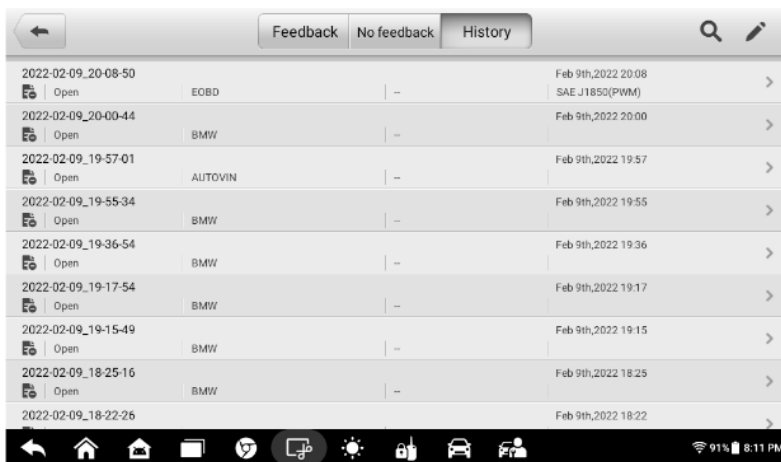 Feedback No feedback History
2022-02-09_20-08-50 Feb 9th,2022 20:08
Open EOBD -- SAE J1850(PWM)
2022-02-09_20-00-44 Feb 9th,2022 20:00
Open BMW --
2022-02-09_19-57-01 Feb 9th,2022 19:57
Open AUTOVIN --
2022-02-09_19-55-34 Feb 9th,2022 19:55
Open BMW --
2022-02-09_19-36-54 Feb 9th,2022 19:36
Open BMW --
2022-02-09_19-17-54 Feb 9th,2022 19:17
Open BMW --
2022-02-09_19-15-49 Feb 9th,2022 19:15
Open BMW --
2022-02-09_18-25-16 Feb 9th,2022 18:25
Open BMW --
2022-02-09_18-22-26 Feb 9th,2022 18:22
91% 8:11 PM